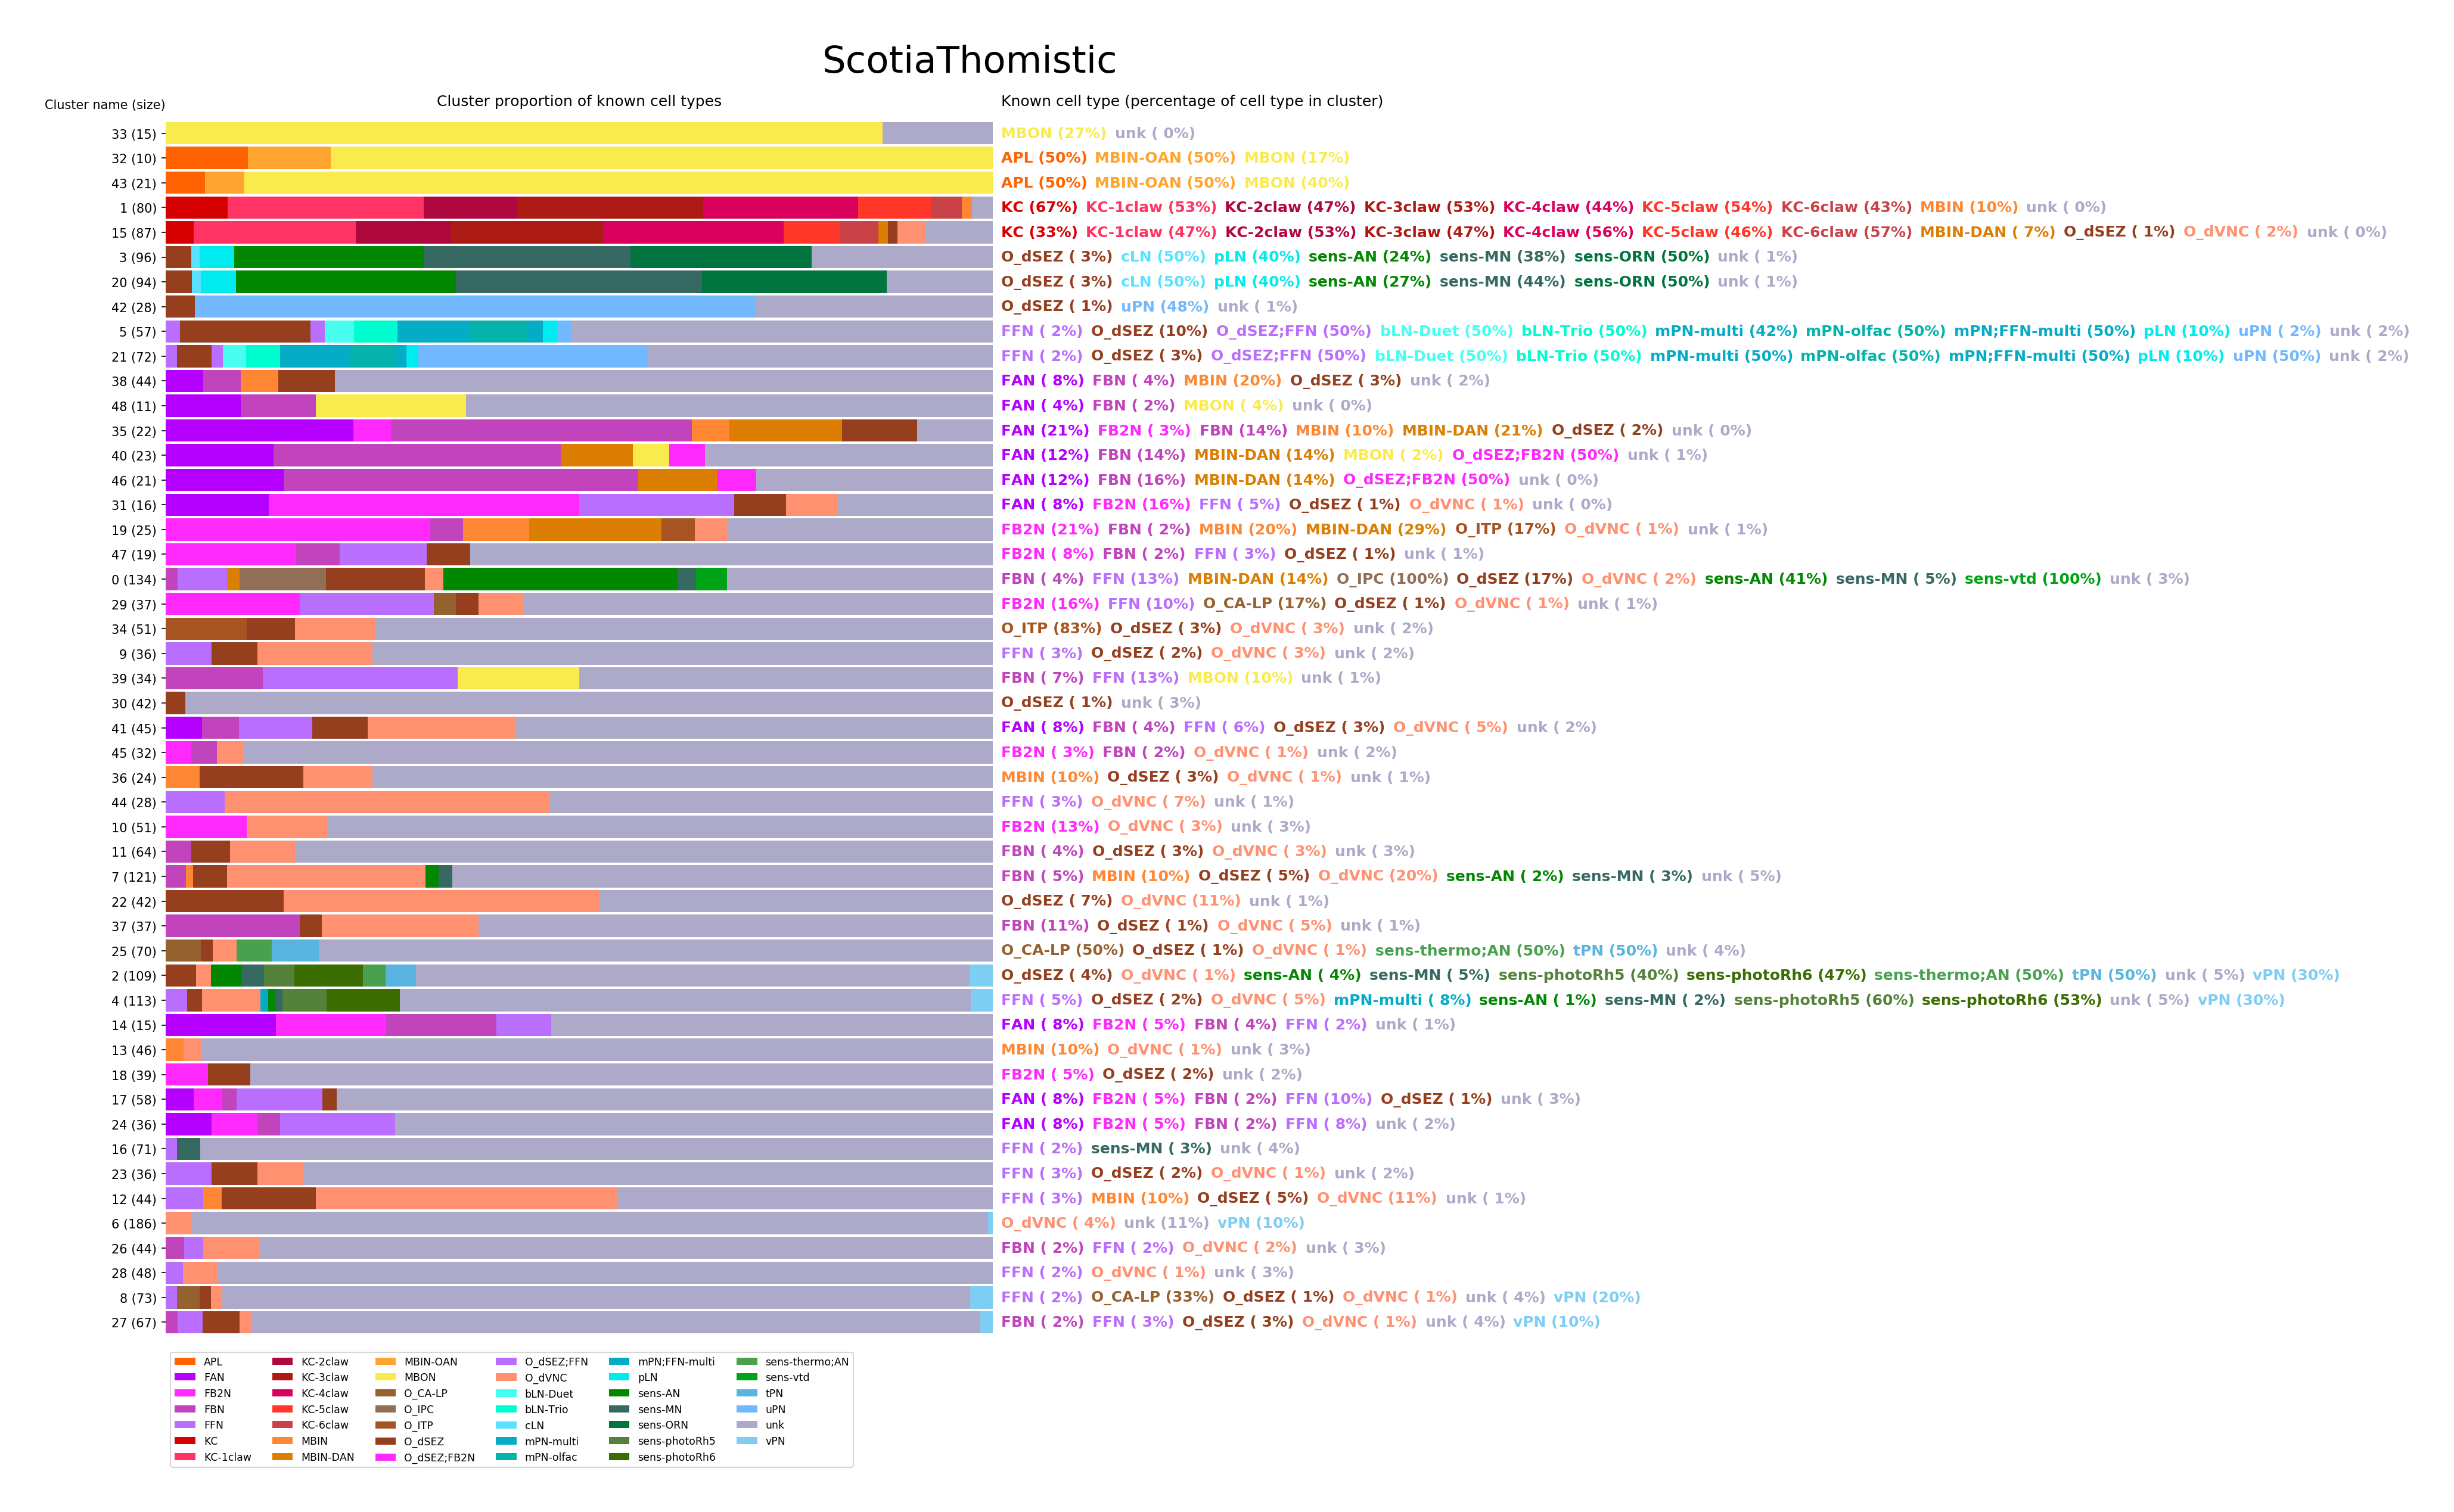 ScotiaThomistic
Cluster name (size) Cluster proportion of known cell types Known cell type (percentage of cell type in cluster)
33 (15) MBON (27%) unk ( 0%)
32 (10) APL (50%) MBIN-OAN (50%) MBON (17%)
43 (21) APL (50%) MBIN-OAN (50%) MBON (40%)
1 (80) KC (67%) KC-1claw (53%) KC-2claw (47%) KC-3claw (53%) KC-4claw (44%) KC-5claw (54%) KC-6claw (43%) MBIN (10%) unk ( 0%)
15 (87) KC (33%) KC-1claw (47%) KC-2claw (53%) KC-3claw (47%) KC-4claw (56%) KC-5claw (46%) KC-6claw (57%) MBIN-DAN ( 7%) O_dSEZ ( 1%) O_dVNC ( 2%) unk ( 0%)
3 (96) O_dSEZ ( 3%) cLN (50%) pLN (40%) sens-AN (24%) sens-MN (38%) sens-ORN (50%) unk ( 1%)
20 (94) O_dSEZ ( 3%) cLN (50%) pLN (40%) sens-AN (27%) sens-MN (44%) sens-ORN (50%) unk ( 1%)
42 (28) O_dSEZ ( 1%) uPN (48%) unk ( 1%)
5 (57) FFN ( 2%) O_dSEZ (10%) O_dSEZ;FFN (50%) bLN-Duet (50%) bLN-Trio (50%) mPN-multi (42%) mPN-olfac (50%) mPN;FFN-multi (50%) pLN (10%) uPN ( 2%) unk ( 2%)
21 (72) FFN ( 2%) O_dSEZ ( 3%) O_dSEZ;FFN (50%) bLN-Duet (50%) bLN-Trio (50%) mPN-multi (50%) mPN-olfac (50%) mPN;FFN-multi (50%) pLN (10%) uPN (50%) unk ( 2%)
38 (44) FAN ( 8%) FBN ( 4%) MBIN (20%) O_dSEZ ( 3%) unk ( 2%)
48 (11) FAN ( 4%) FBN ( 2%) MBON ( 4%) unk ( 0%)
35 (22) FAN (21%) FB2N ( 3%) FBN (14%) MBIN (10%) MBIN-DAN (21%) O_dSEZ ( 2%) unk ( 0%)
40 (23) FAN (12%) FBN (14%) MBIN-DAN (14%) MBON ( 2%) O_dSEZ;FB2N (50%) unk ( 1%)
46 (21) FAN (12%) FBN (16%) MBIN-DAN (14%) O_dSEZ;FB2N (50%) unk ( 0%)
31 (16) FAN ( 8%) FB2N (16%) FFN ( 5%) O_dSEZ ( 1%) O_dVNC ( 1%) unk ( 0%)
19 (25) FB2N (21%) FBN ( 2%) MBIN (20%) MBIN-DAN (29%) O_ITP (17%) O_dVNC ( 1%) unk ( 1%)
47 (19) FB2N ( 8%) FBN ( 2%) FFN ( 3%) O_dSEZ ( 1%) unk ( 1%)
0 (134) FBN ( 4%) FFN (13%) MBIN-DAN (14%) O_IPC (100%) O_dSEZ (17%) O_dVNC ( 2%) sens-AN (41%) sens-MN ( 5%) sens-vtd (100%) unk ( 3%)
29 (37) FB2N (16%) FFN (10%) O_CA-LP (17%) O_dSEZ ( 1%) O_dVNC ( 1%) unk ( 1%)
34 (51) O_ITP (83%) O_dSEZ ( 3%) O_dVNC ( 3%) unk ( 2%)
9 (36) FFN ( 3%) O_dSEZ ( 2%) O_dVNC ( 3%) unk ( 2%)
39 (34) FBN ( 7%) FFN (13%) MBON (10%) unk ( 1%)
30 (42) O_dSEZ ( 1%) unk ( 3%)
41 (45) FAN ( 8%) FBN ( 4%) FFN ( 6%) O_dSEZ ( 3%) O_dVNC ( 5%) unk ( 2%)
45 (32) FB2N ( 3%) FBN ( 2%) O_dVNC ( 1%) unk ( 2%)
36 (24) MBIN (10%) O_dSEZ ( 3%) O_dVNC ( 1%) unk ( 1%)
44 (28) FFN ( 3%) O_dVNC ( 7%) unk ( 1%)
10 (51) FB2N (13%) O_dVNC ( 3%) unk ( 3%)
11 (64) FBN ( 4%) O_dSEZ ( 3%) O_dVNC ( 3%) unk ( 3%)
7 (121) FBN ( 5%) MBIN (10%) O_dSEZ ( 5%) O_dVNC (20%) sens-AN ( 2%) sens-MN ( 3%) unk ( 5%)
22 (42) O_dSEZ ( 7%) O_dVNC (11%) unk ( 1%)
37 (37) FBN (11%) O_dSEZ ( 1%) O_dVNC ( 5%) unk ( 1%)
25 (70) O_CA-LP (50%) O_dSEZ ( 1%) O_dVNC ( 1%) sens-thermo;AN (50%) tPN (50%) unk ( 4%)
2 (109) O_dSEZ ( 4%) O_dVNC ( 1%) sens-AN ( 4%) sens-MN ( 5%) sens-photoRh5 (40%) sens-photoRh6 (47%) sens-thermo;AN (50%) tPN (50%) unk ( 5%) vPN (30%)
4 (113) FFN ( 5%) O_dSEZ ( 2%) O_dVNC ( 5%) mPN-multi ( 8%) sens-AN ( 1%) sens-MN ( 2%) sens-photoRh5 (60%) sens-photoRh6 (53%) unk ( 5%) vPN (30%)
14 (15) FAN ( 8%) FB2N ( 5%) FBN ( 4%) FFN ( 2%) unk ( 1%)
13 (46) MBIN (10%) O_dVNC ( 1%) unk ( 3%)
18 (39) FB2N ( 5%) O_dSEZ ( 2%) unk ( 2%)
17 (58) FAN ( 8%) FB2N ( 5%) FBN ( 2%) FFN (10%) O_dSEZ ( 1%) unk ( 3%)
24 (36) FAN ( 8%) FB2N ( 5%) FBN ( 2%) FFN ( 8%) unk ( 2%)
16 (71) FFN ( 2%) sens-MN ( 3%) unk ( 4%)
23 (36) FFN ( 3%) O_dSEZ ( 2%) O_dVNC ( 1%) unk ( 2%)
12 (44) FFN ( 3%) MBIN (10%) O_dSEZ ( 5%) O_dVNC (11%) unk ( 1%)
6 (186) O_dVNC ( 4%) unk (11%) vPN (10%)
26 (44) FBN ( 2%) FFN ( 2%) O_dVNC ( 2%) unk ( 3%)
28 (48) FFN ( 2%) O_dVNC ( 1%) unk ( 3%)
8 (73) FFN ( 2%) O_CA-LP (33%) O_dSEZ ( 1%) O_dVNC ( 1%) unk ( 4%) vPN (20%)
27 (67) FBN ( 2%) FFN ( 3%) O_dSEZ ( 3%) O_dVNC ( 1%) unk ( 4%) vPN (10%)
APL KC-2claw MBIN-OAN O_dSEZ;FFN mPN;FFN-multi sens-thermo;AN
FAN KC-3claw MBON O_dVNC pLN sens-vtd
FB2N KC-4claw O_CA-LP bLN-Duet sens-AN tPN
FBN KC-5claw O_IPC bLN-Trio sens-MN uPN
FFN KC-6claw O_ITP cLN sens-ORN unk
KC MBIN O_dSEZ mPN-multi sens-photoRh5 vPN
KC-1claw MBIN-DAN O_dSEZ;FB2N mPN-olfac sens-photoRh6